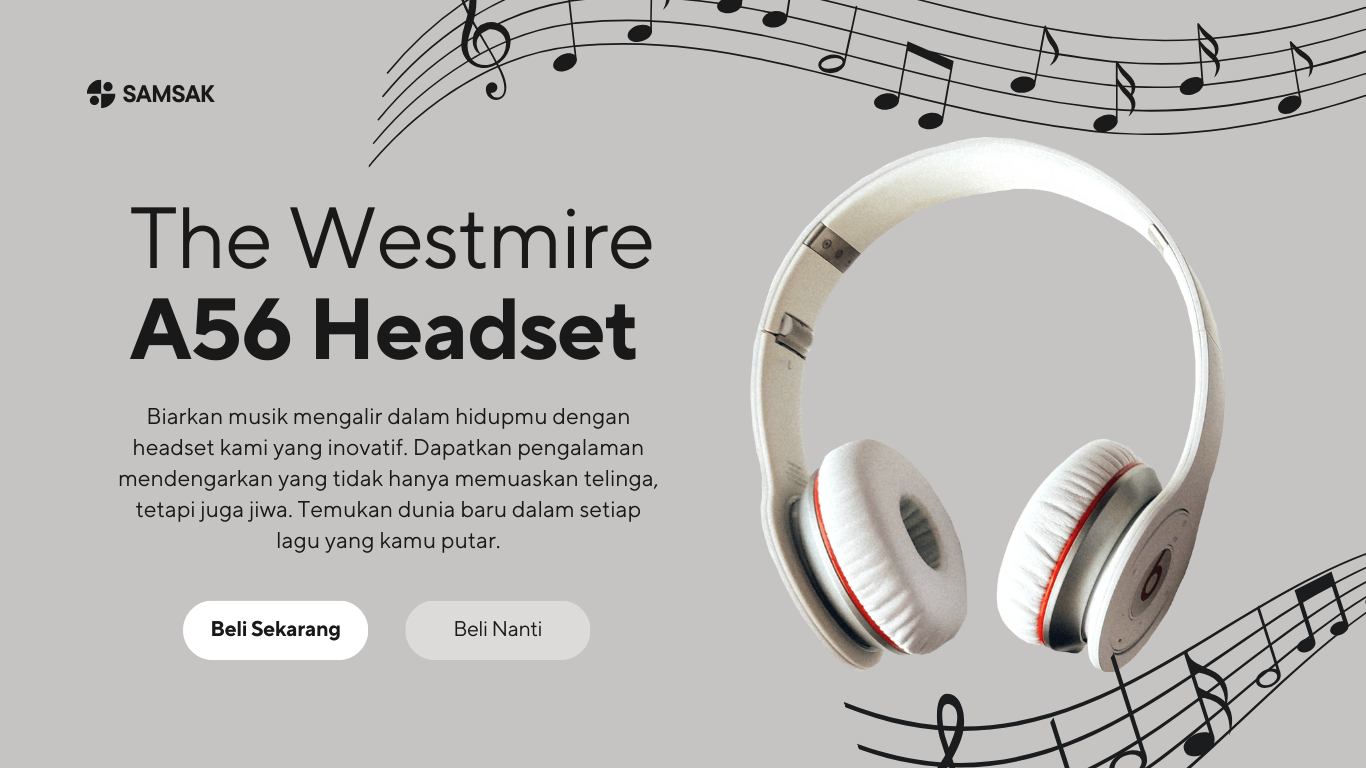 SAMSAK
The Westmire
A56 Headset
Biarkan musik mengalir dalam hidupmu dengan
headset kami yang inovatif. Dapatkan pengalaman
mendengarkan yang tidak hanya memuaskan telinga,
tetapi juga jiwa. Temukan dunia baru dalam setiap
lagu yang kamu putar.
Beli Sekarang
Beli Nanti